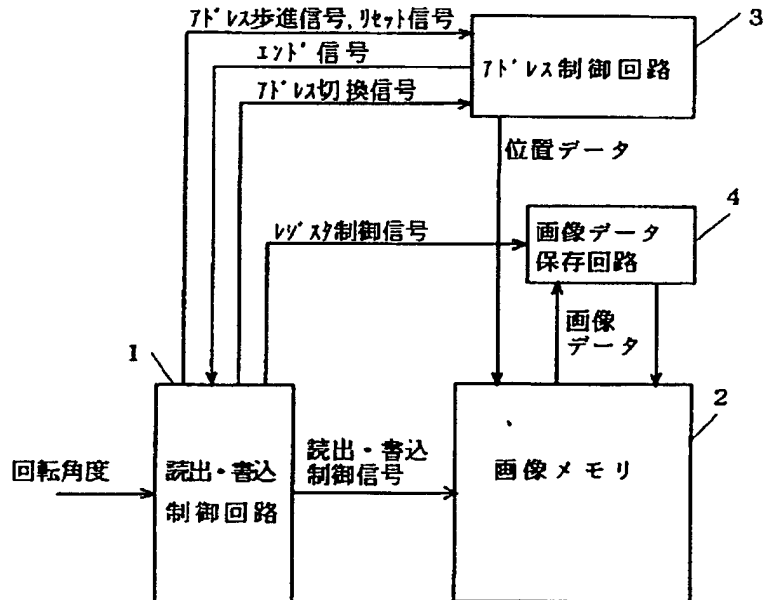 アドレス歩進信号,リセット信号
3
エンド信号
アドレス制御回路
アドレス切換信号
位置データ
4
レジスタ制御信号
画像データ
保存回路
画像
データ
1
2
回転角度
読出・書込
制御回路
読出・書込
制御信号
画像メモリ